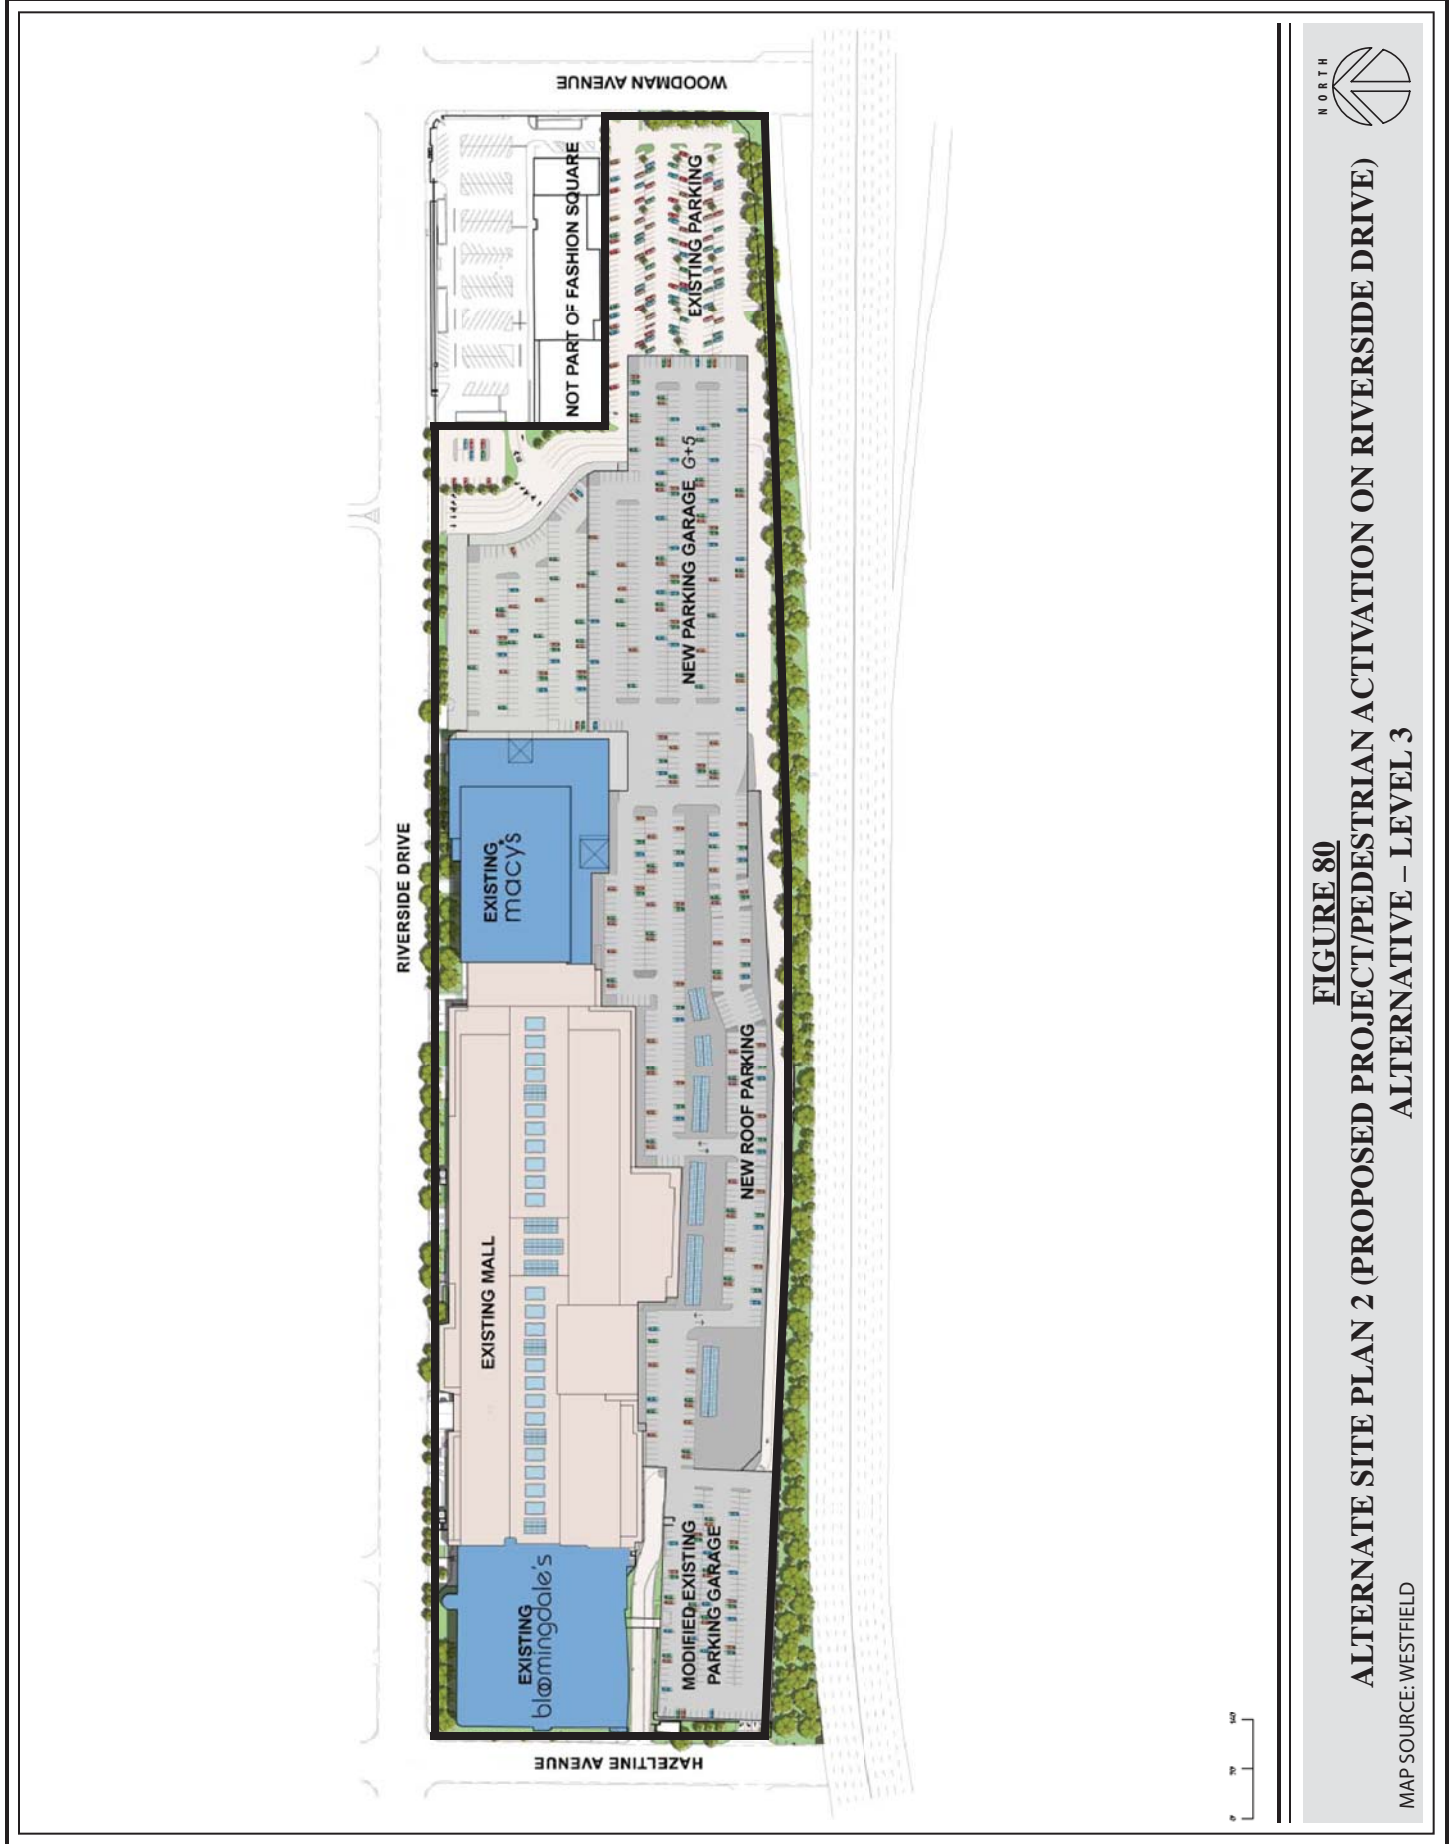 WOODMAN AVENUE
NOT PART OF FASHION SQUARE
EXISTING PARKING
NEW PARKING GARAGE G+5
RIVERSIDE DRIVE
EXISTING
macy's
NEW ROOF PARKING
EXISTING MALL
EXISTING
bloomingdale's
MODIFIED EXISTING
PARKING GARAGE
HAZELTINE AVENUE
NORTH
FIGURE 80
ALTERNATE SITE PLAN 2 (PROPOSED PROJECT/PEDESTRIAN ACTIVATION ON RIVERSIDE DRIVE)
ALTERNATIVE – LEVEL 3
MAP SOURCE: WESTFIELD